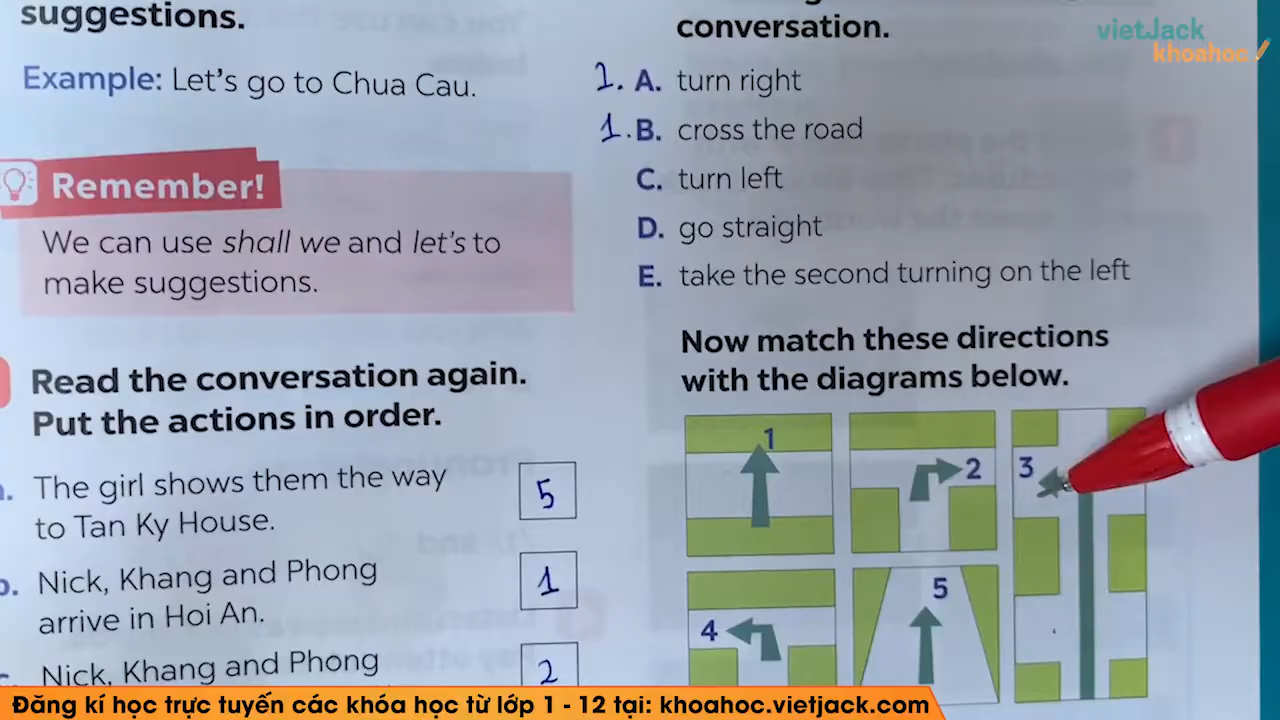 suggestions.
Example: Let's go to Chua Cau.
Remember!
We can use shall we and let's to
make suggestions.
Read the conversation again.
Put the actions in order.
The girl shows them the way
to Tan Ky House.
5
Nick, Khang and Phong
arrive in Hoi An.
1
Nick, Khang and Phong
2
conversation.
2. A. turn right
1. B. cross the road
C. turn left
D. go straight
E. take the second turning on the left
Now match these directions
with the diagrams below.
1
2
3
4
5
vietJack
khoahoc
Đăng kí học trực tuyến các khóa học từ lớp 1 - 12 tại: khoahoc.vietjack.com